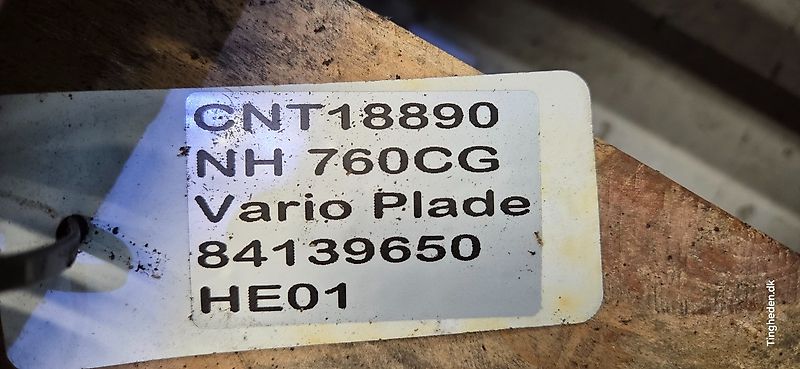 CNT18890
NH 760CG
Vario Plade
84139650
HE01
Tingheden.dk